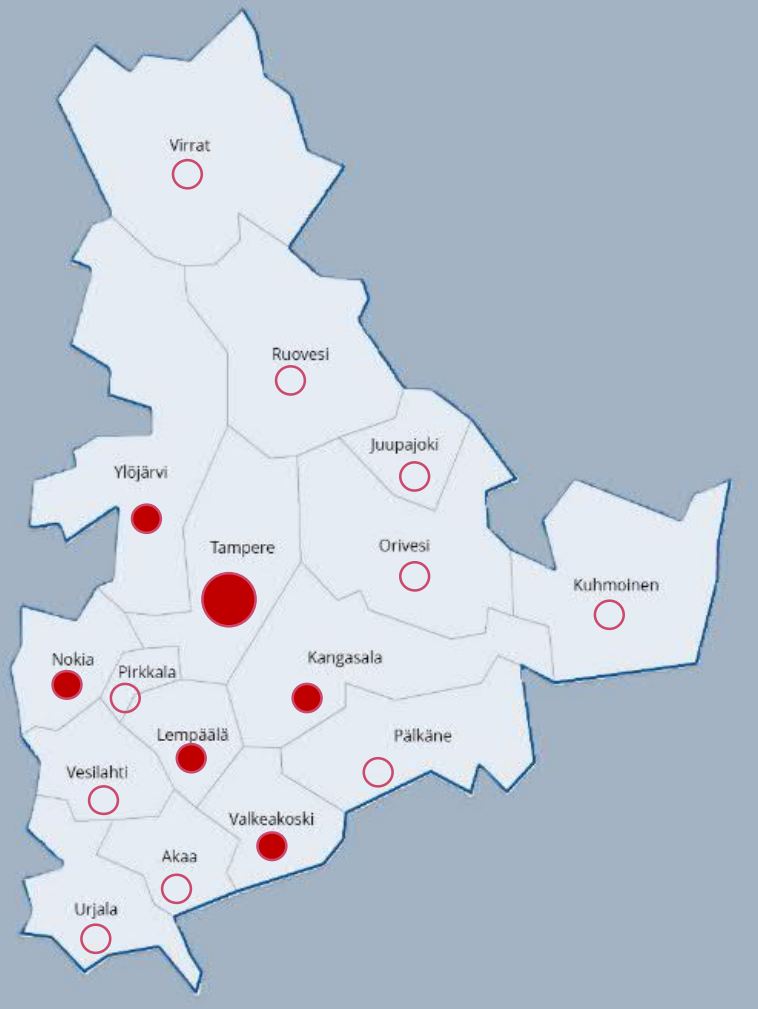 Virrat
Ruovesi
Juupajoki
Ylöjärvi
Tampere
Orivesi
Kuhmoinen
Nokia
Pirkkala
Kangasala
Lempäälä
Pälkäne
Vesilahti
Valkeakoski
Akaa
Urjala